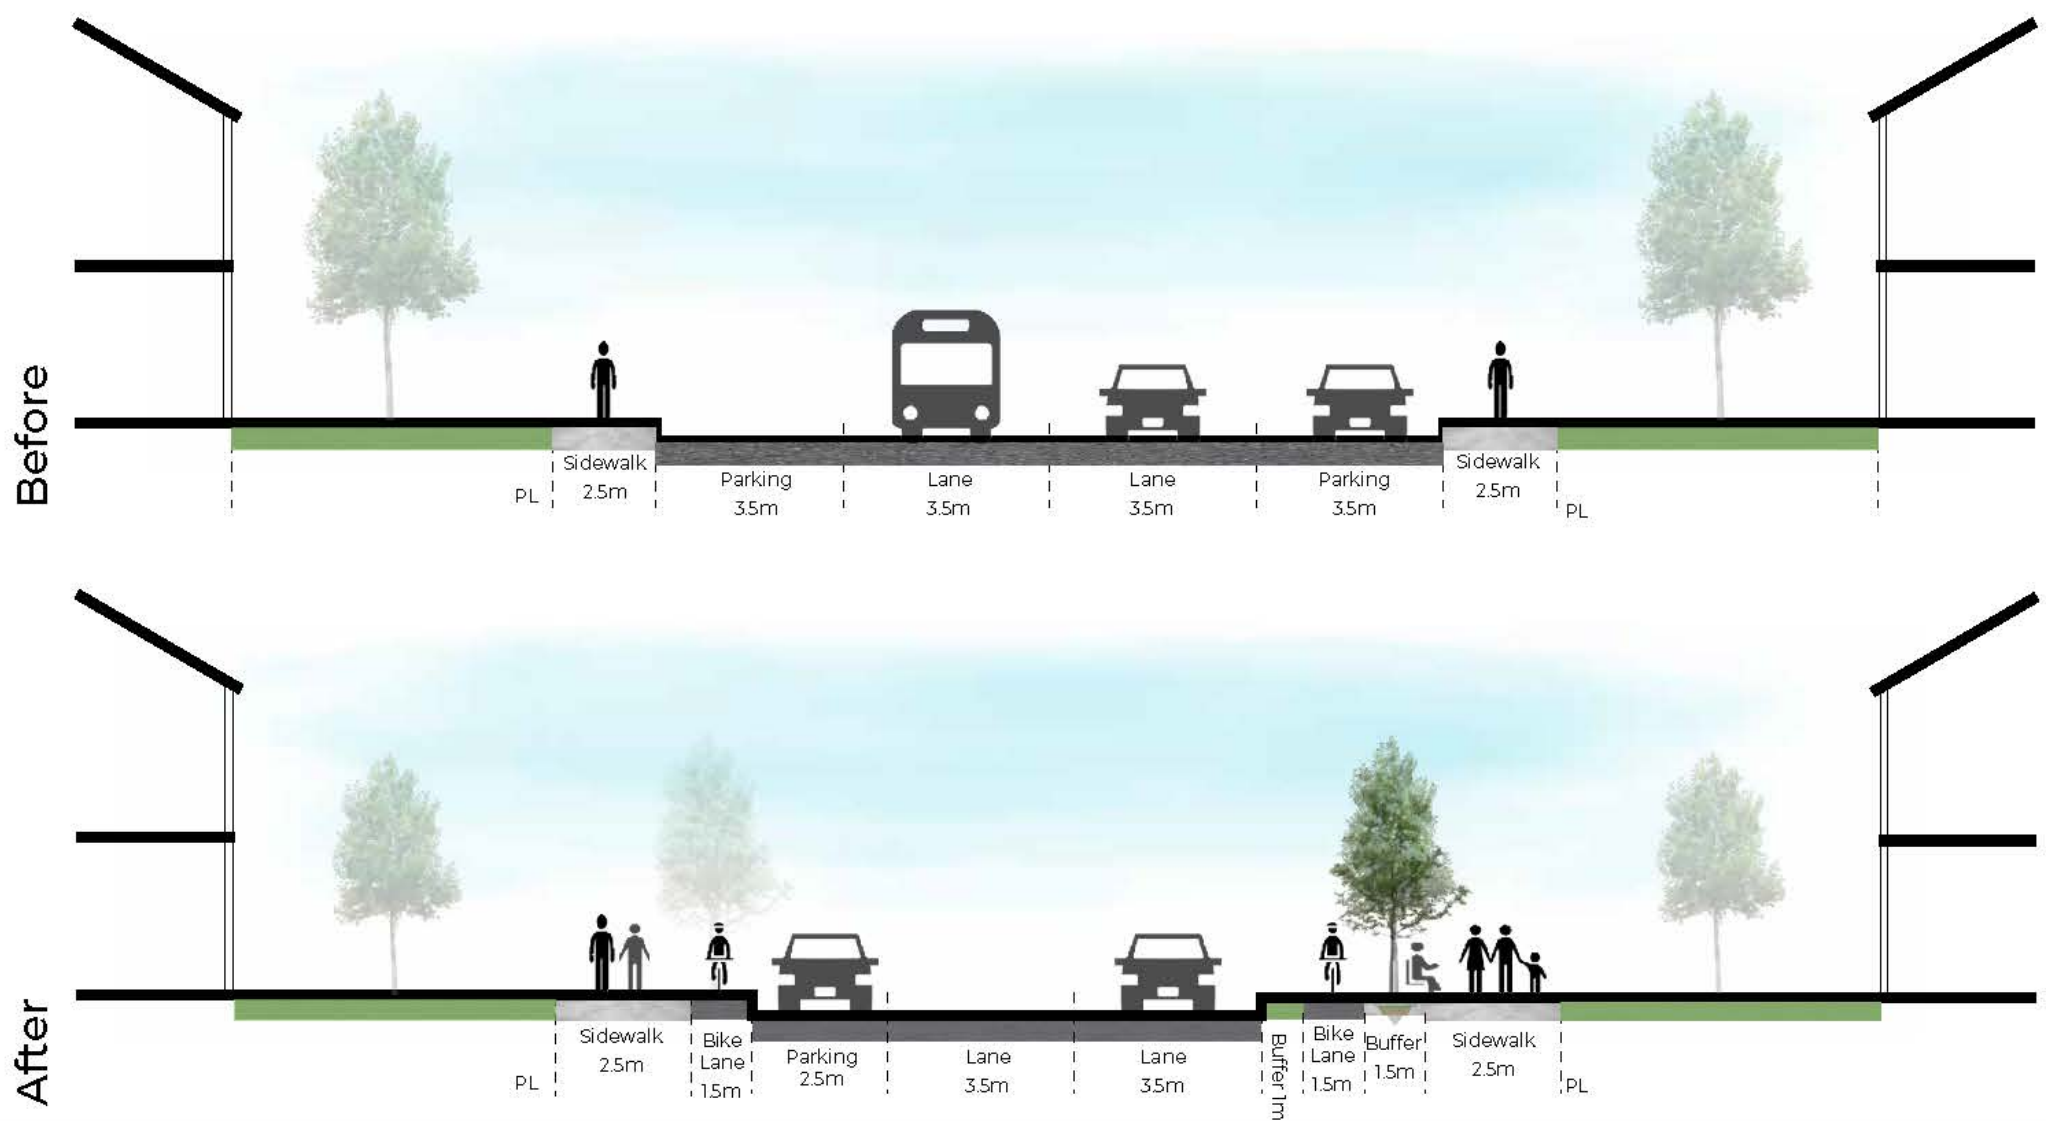 Before
Sidewalk
2.5m
PL
Parking
3.5m
Lane
3.5m
Lane
3.5m
Parking
3.5m
Sidewalk
2.5m
PL
After
PL
Sidewalk
2.5m
Bike
Lane
1.5m
Parking
2.5m
Lane
3.5m
Lane
3.5m
Buffer 1m
Bike
Lane
1.5m
Buffer
1.5m
Sidewalk
2.5m
PL